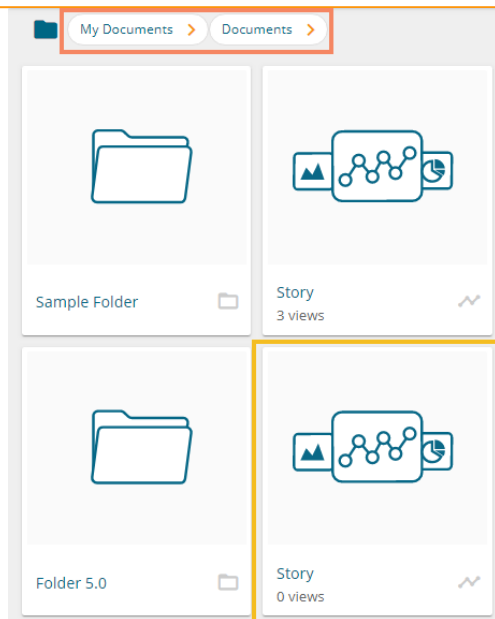 My Documents > Documents >
Sample Folder
Story
3 views
Folder 5.0
Story
0 views